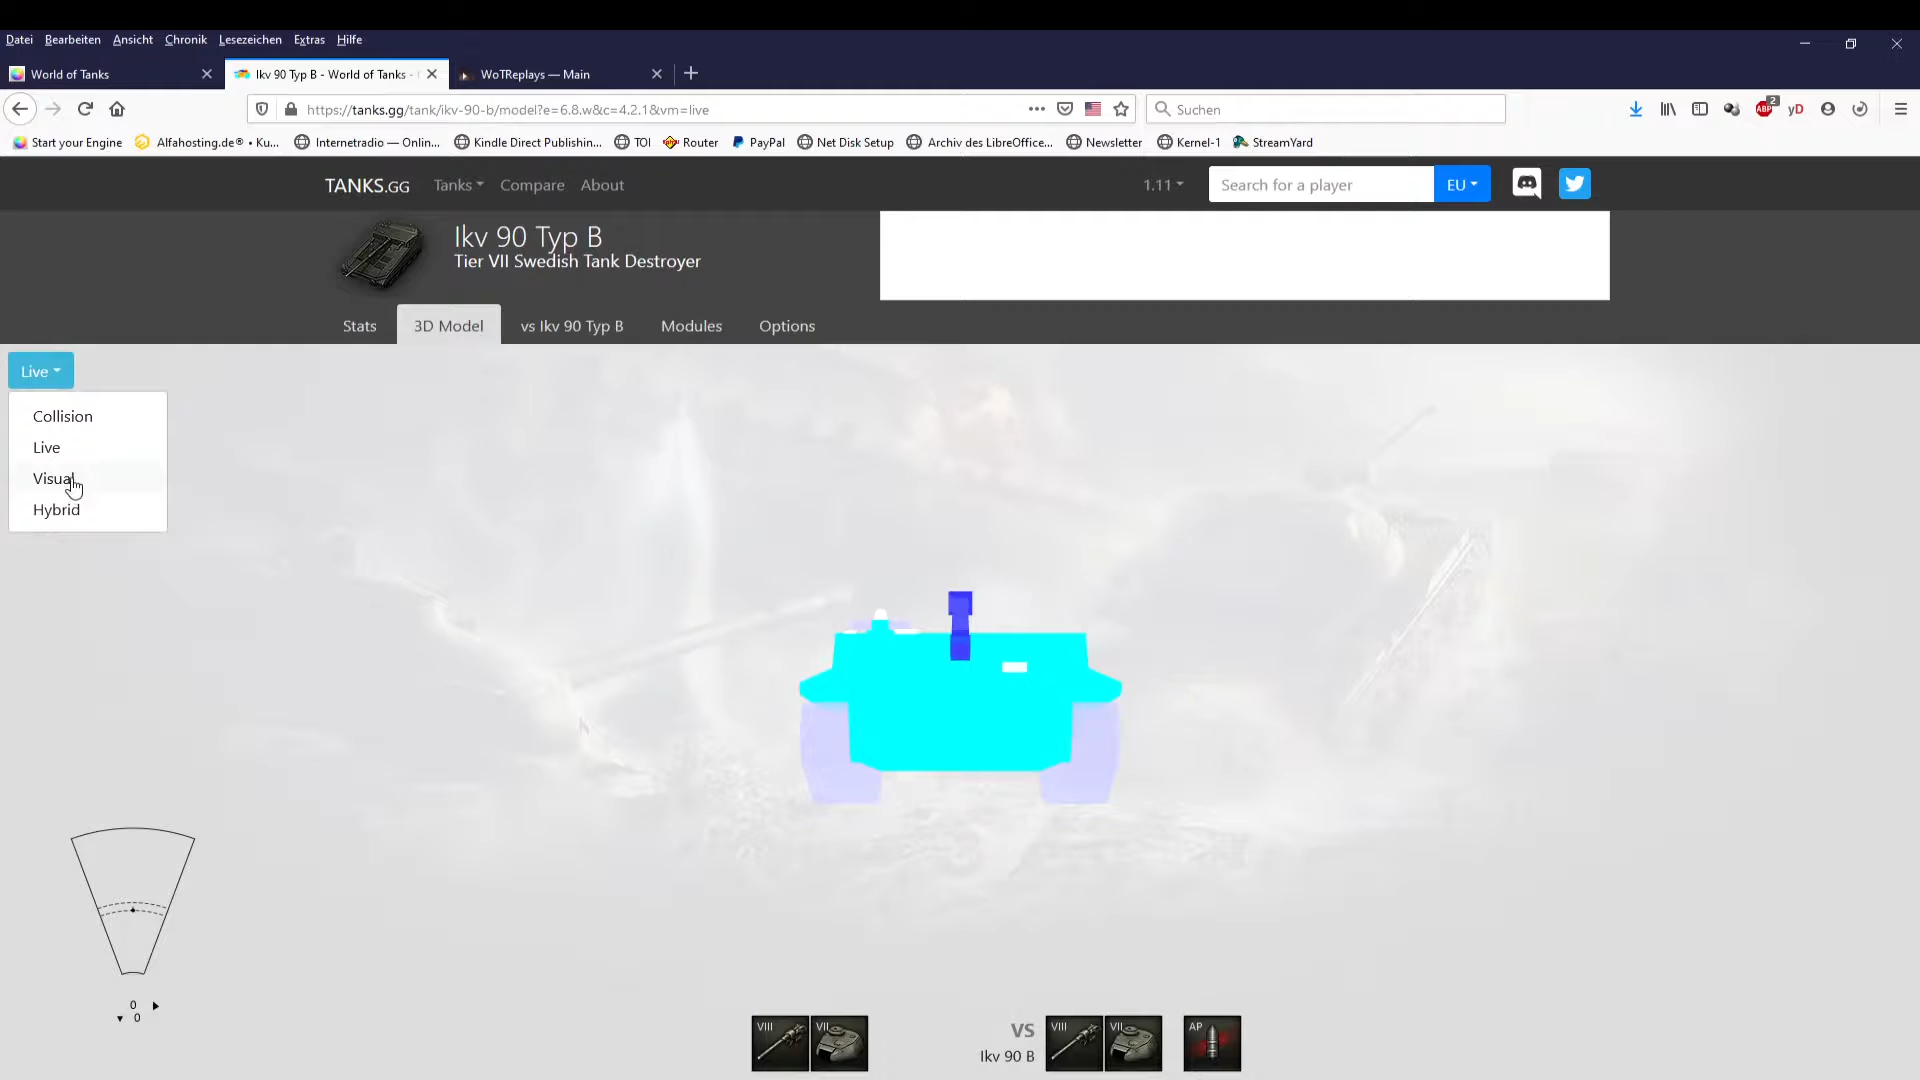 Datei Bearbeiten Ansicht Chronik Lesezeichen Extras Hilfe
World of Tanks
Ikv 90 Typ B - World of Tanks -
WoTReplays — Main
https://tanks.gg/tank/ikv-90-b/model?e=6.8.w&c=4.2.1&vm=live
Suchen
2
ABP
yD
Start your Engine
Alfahosting.de® • Ku...
Internetradio — Onlin...
Kindle Direct Publishin...
TOI
Router
PayPal
Net Disk Setup
Archiv des LibreOffice...
Newsletter
Kernel-1
StreamYard
TANKS.GG
Tanks
Compare
About
1.11
Search for a player
EU
Ikv 90 Typ B
Tier VII Swedish Tank Destroyer
Stats
3D Model
vs Ikv 90 Typ B
Modules
Options
Live
Collision
Live
Visual
Hybrid
0
0
VIII
VII
VS
Ikv 90 B
VIII
VII
AP